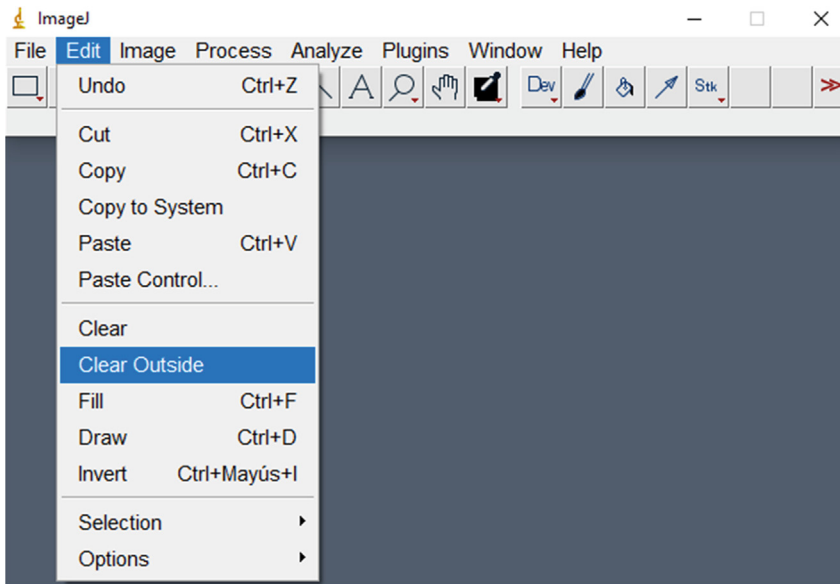 ImageJ
File Edit Image Process Analyze Plugins Window Help
A Dev Stk >>
Undo Ctrl+Z
Cut Ctrl+X
Copy Ctrl+C
Copy to System
Paste Ctrl+V
Paste Control...
Clear
Clear Outside
Fill Ctrl+F
Draw Ctrl+D
Invert Ctrl+Mayús+I
Selection
Options